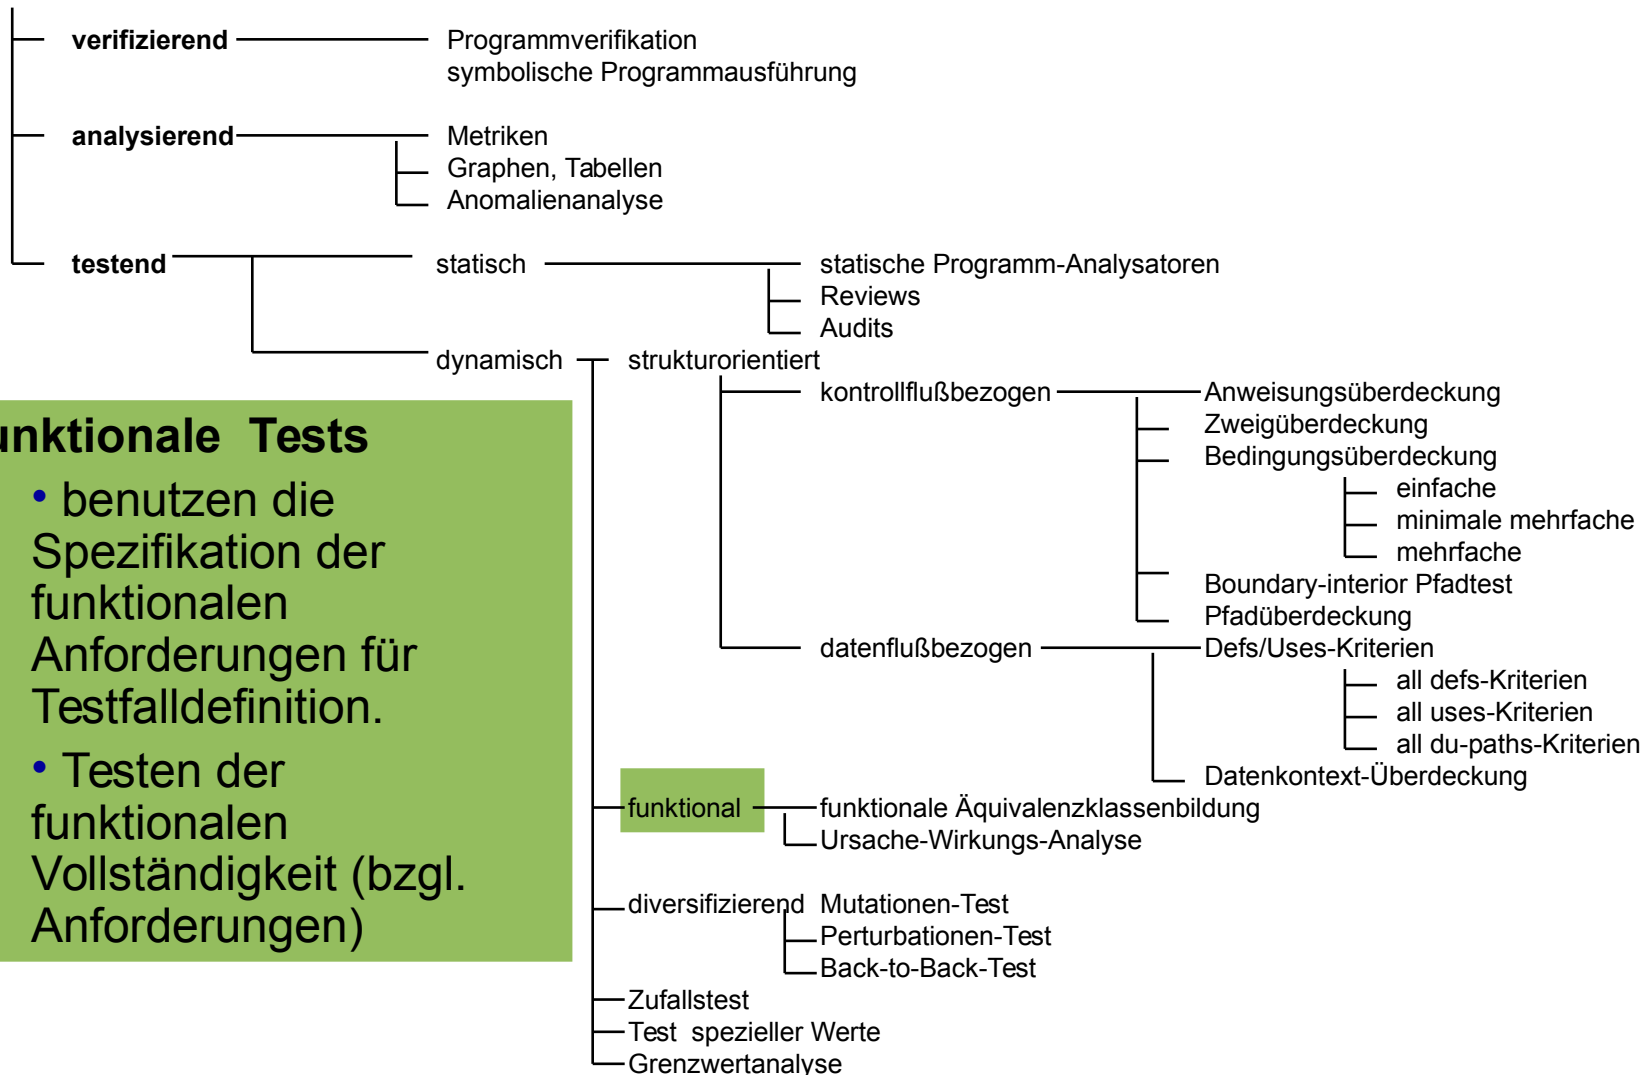 verifizierend
Programmverifikation
symbolische Programmausführung
analysierend
Metriken
Graphen, Tabellen
Anomalienanalyse
testend
statisch
statische Programm-Analysatoren
Reviews
Audits
dynamisch
strukturorientiert
kontrollflußbezogen
Anweisungsüberdeckung
Zweigüberdeckung
Bedingungsüberdeckung
einfache
minimale mehrfache
mehrfache
Boundary-interior Pfadtest
Pfadüberdeckung
datenflußbezogen
Defs/Uses-Kriterien
all defs-Kriterien
all uses-Kriterien
all du-paths-Kriterien
Datenkontext-Überdeckung
funktional
funktionale Äquivalenzklassenbildung
Ursache-Wirkungs-Analyse
diversifizierend
Mutationen-Test
Perturbationen-Test
Back-to-Back-Test
Zufallstest
Test spezieller Werte
Grenzwertanalyse
unktionale Tests
• benutzen die
Spezifikation der
funktionalen
Anforderungen für
Testfalldefinition.
• Testen der
funktionalen
Vollständigkeit (bzgl.
Anforderungen)